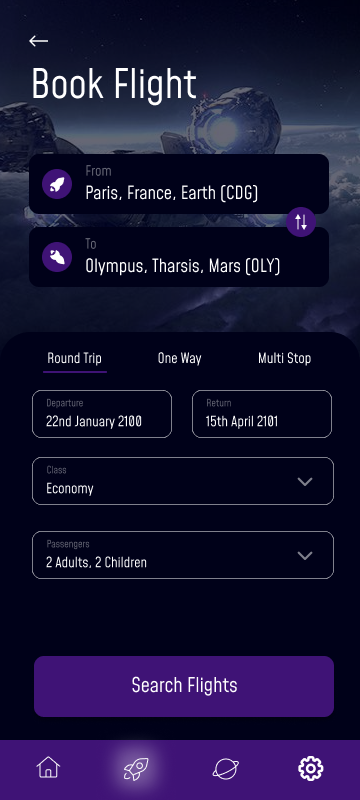 Book Flight
From
Paris, France, Earth (CDG)
To
Olympus, Tharsis, Mars (OLY)
Round Trip One Way Multi Stop
Departure Return
22nd January 2100 15th April 2101
Class
Economy
Passengers
2 Adults, 2 Children
Search Flights